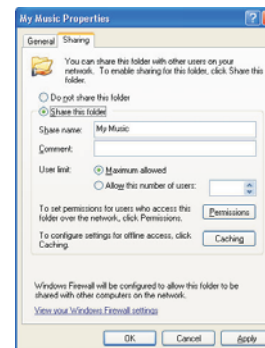 My Music Properties
General Sharing
You can share this folder with other users on your
network. To enable sharing for this folder, click Share this
folder.
Do not share this folder
Share this folder
Share name: My Music
Comment:
User limit: Maximum allowed
Allow this number of users:
To set permissions for users who access this
folder over the network, click Permissions.
Permissions
To configure settings for offline access, click
Caching.
Caching
Windows Firewall will be configured to allow this folder to be
shared with other computers on the network.
View your Windows Firewall settings
OK Cancel Apply